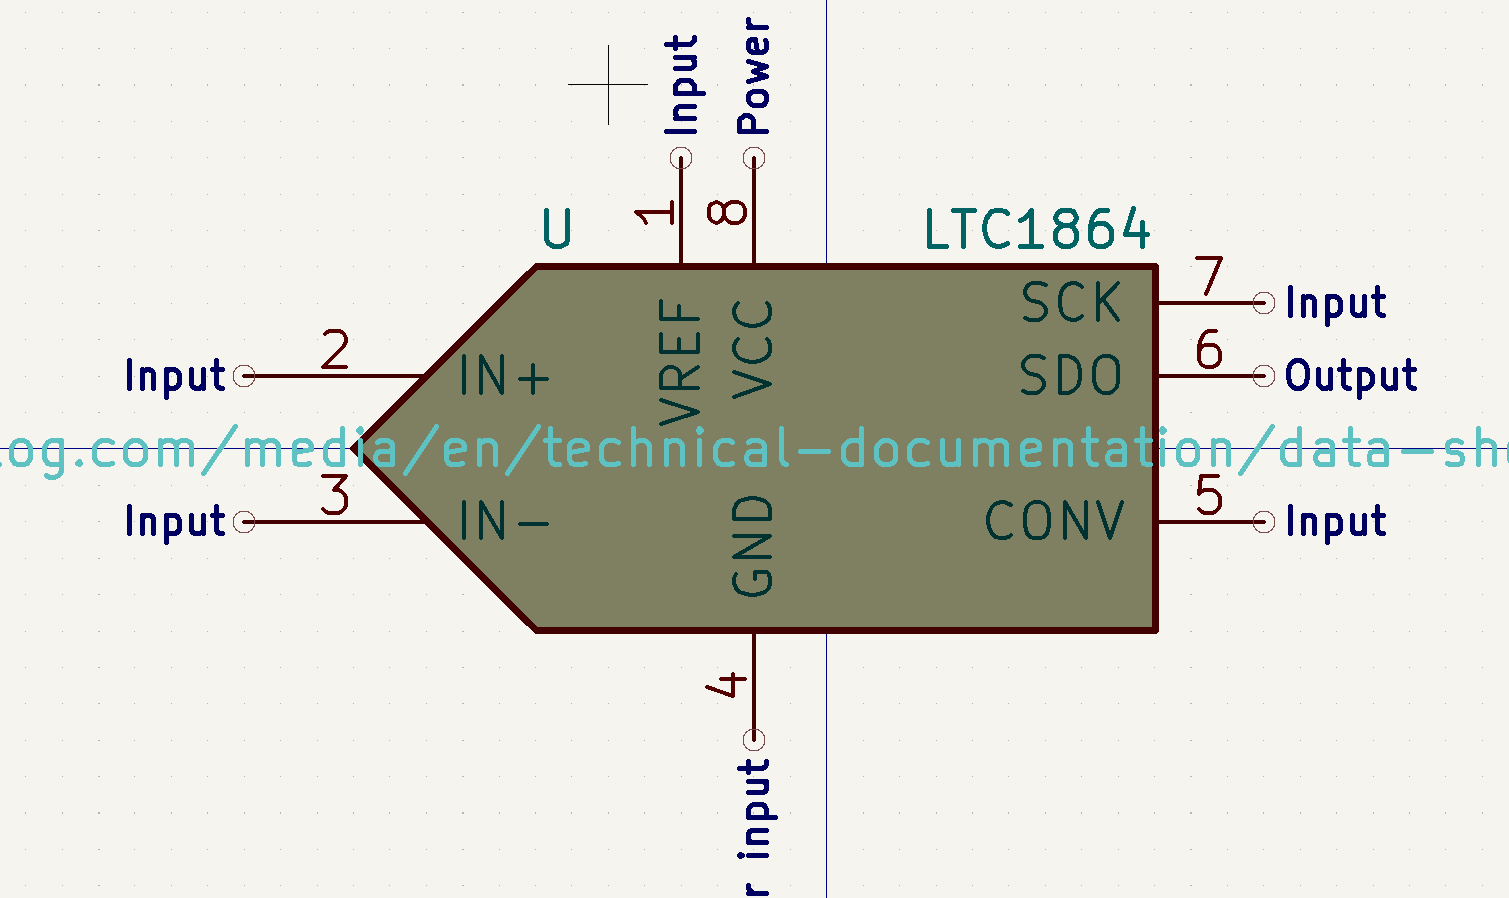 Input
Power
1
8
U
LTC1864
VREF
VCC
SCK
7
Input
Input
2
IN+
SDO
6
Output
log.com/media/en/technical-documentation/data-sh
Input
3
IN-
GND
CONV
5
Input
4
r input